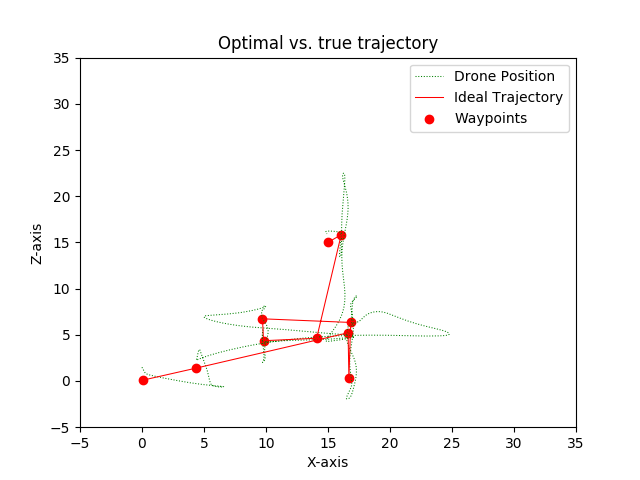 Optimal vs. true trajectory
Drone Position
Ideal Trajectory
Waypoints
35
30
25
20
15
10
5
0
−5
Z-axis
−5 0 5 10 15 20 25 30 35
X-axis